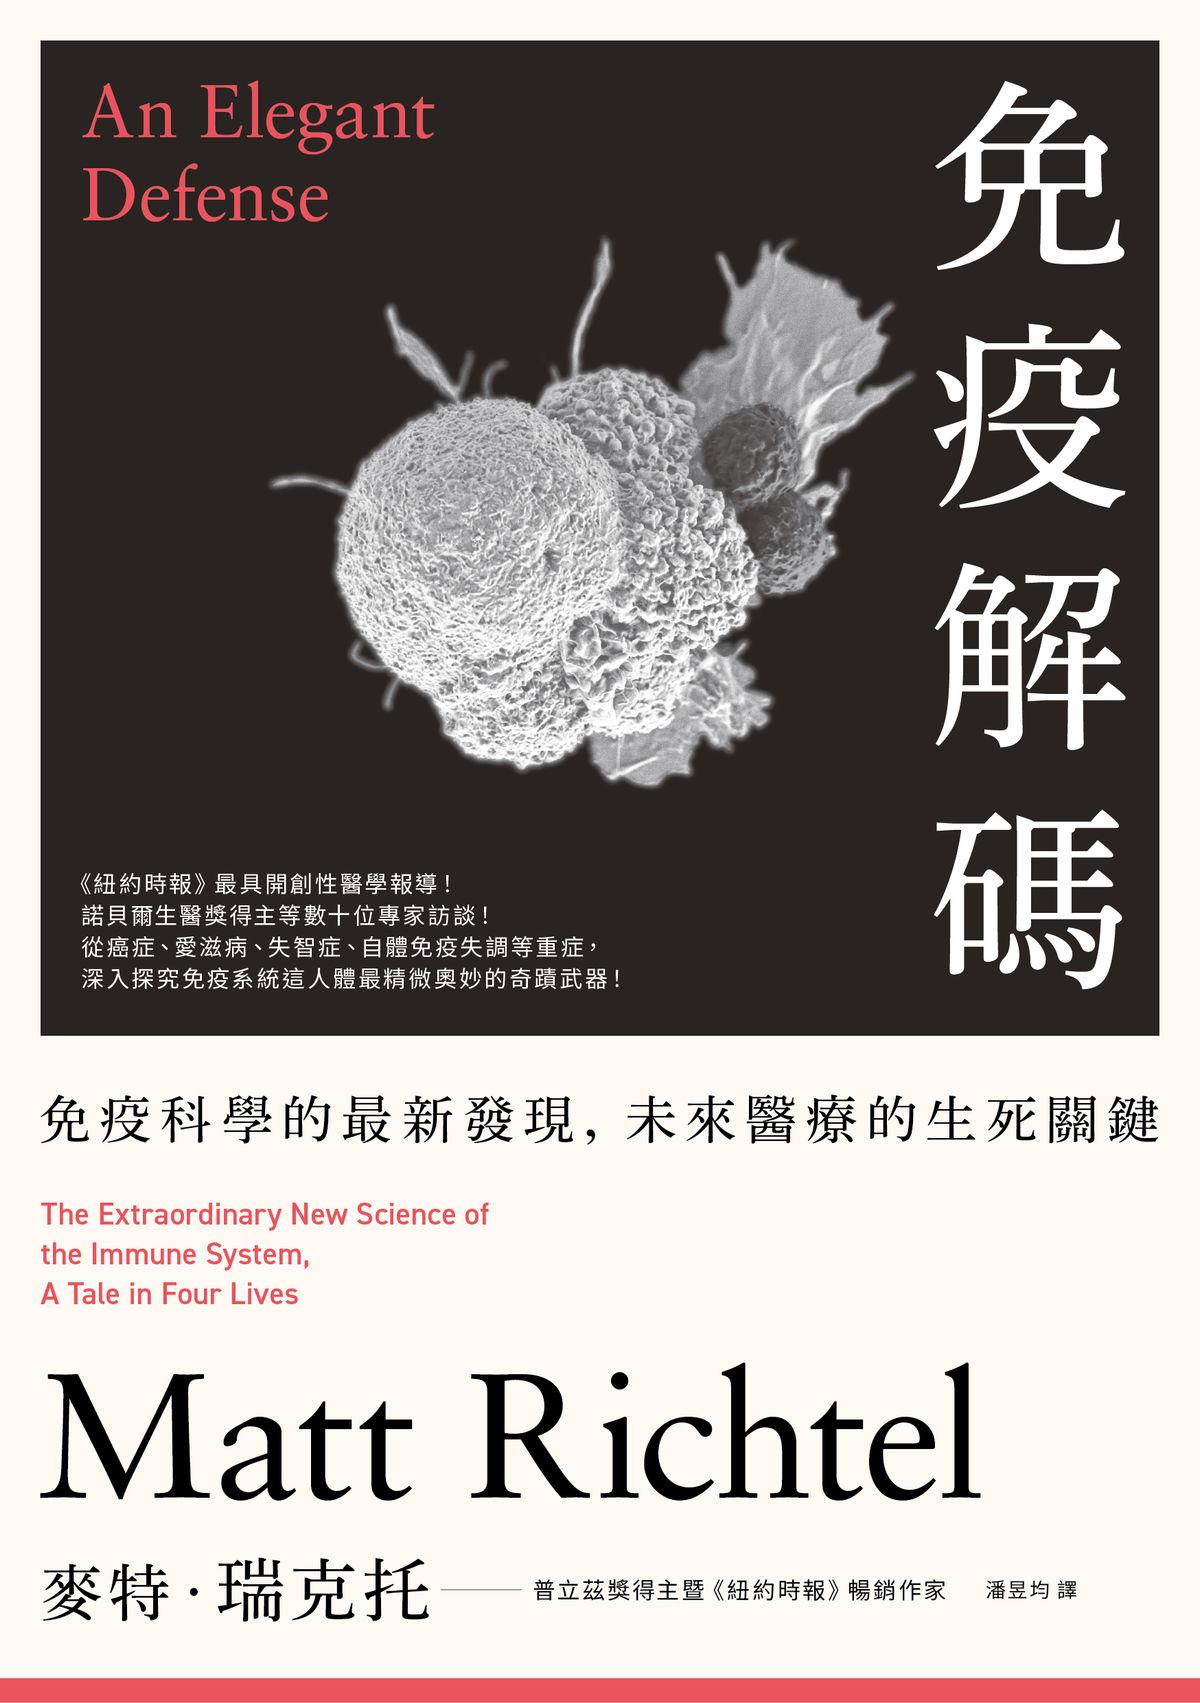 An Elegant
Defense
免疫解碼
《紐約時報》最具開創性醫學報導！
諾貝爾生醫獎得主等數十位專家訪談！
從癌症、愛滋病、失智症、自體免疫失調等重症，
深入探究免疫系統這人體最精微奧妙的奇蹟武器！
免疫科學的最新發現，未來醫療的生死關鍵
The Extraordinary New Science of
the Immune System,
A Tale in Four Lives
Matt Richtel
麥特·瑞克托——普立茲獎得主暨《紐約時報》暢銷作家 潘昱均 譯